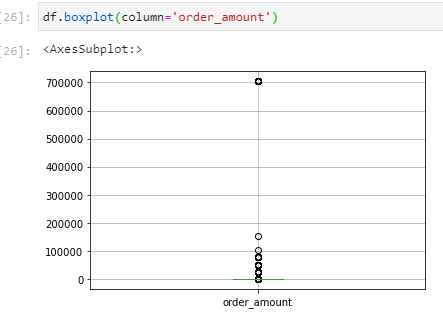 [26]: df.boxplot(column='order_amount')
[26]: <AxesSubplot:>
700000
600000
500000
400000
300000
200000
100000
0
order_amount